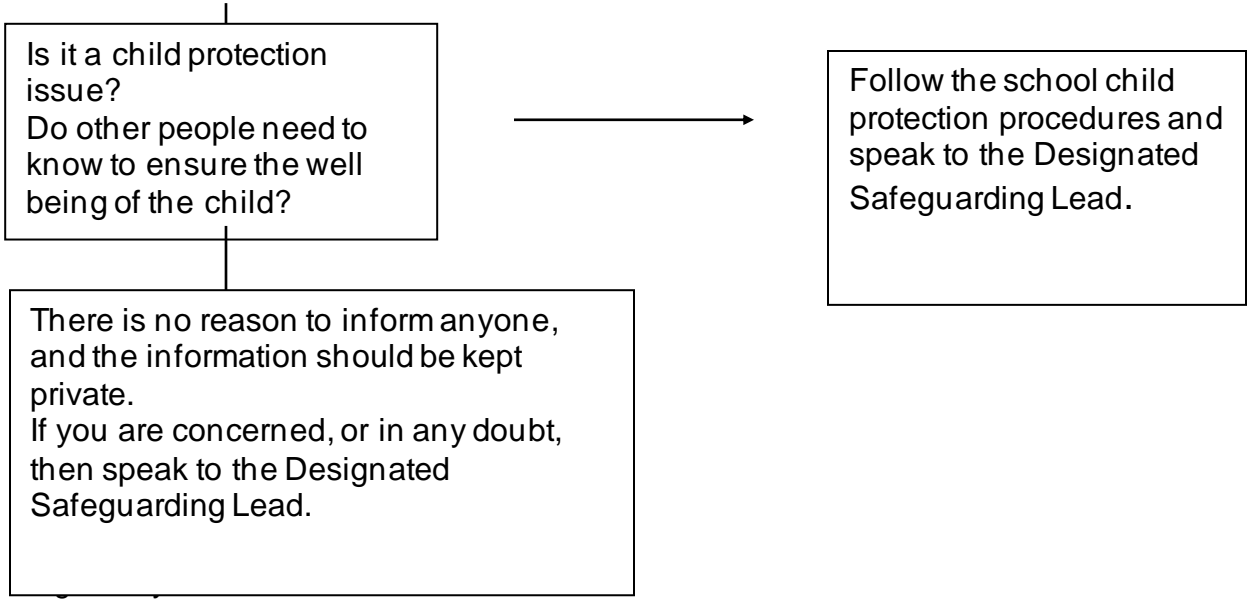 Is it a child protection
issue?
Do other people need to
know to ensure the well
being of the child?
Follow the school child
protection procedures and
speak to the Designated
Safeguarding Lead.
There is no reason to inform anyone,
and the information should be kept
private.
If you are concerned, or in any doubt,
then speak to the Designated
Safeguarding Lead.